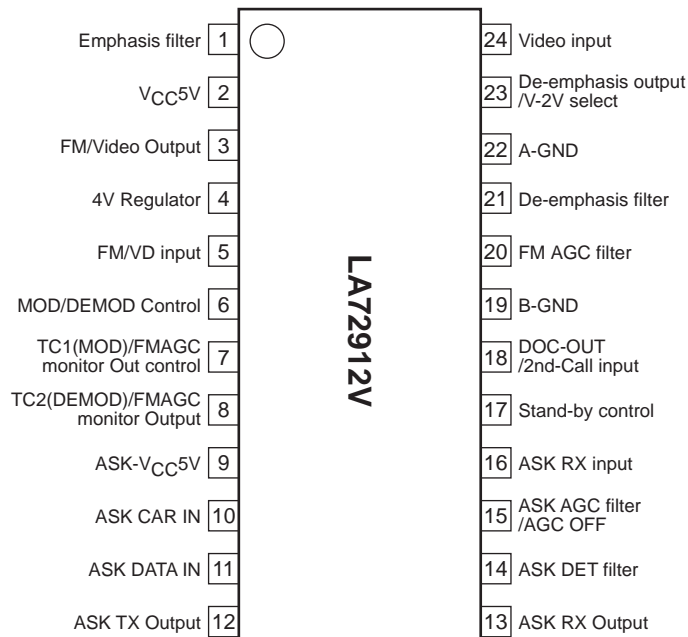 Emphasis filter 1
VCC5V 2
FM/Video Output 3
4V Regulator 4
FM/VD input 5
MOD/DEMOD Control 6
TC1(MOD)/FMAGC
monitor Out control 7
TC2(DEMOD)/FMAGC
monitor Output 8
ASK-VCC5V 9
ASK CAR IN 10
ASK DATA IN 11
ASK TX Output 12
LA72912V
24 Video input
23 De-emphasis output
/V-2V select
22 A-GND
21 De-emphasis filter
20 FM AGC filter
19 B-GND
18 DOC-OUT
/2nd-Call input
17 Stand-by control
16 ASK RX input
15 ASK AGC filter
/AGC OFF
14 ASK DET filter
13 ASK RX Output